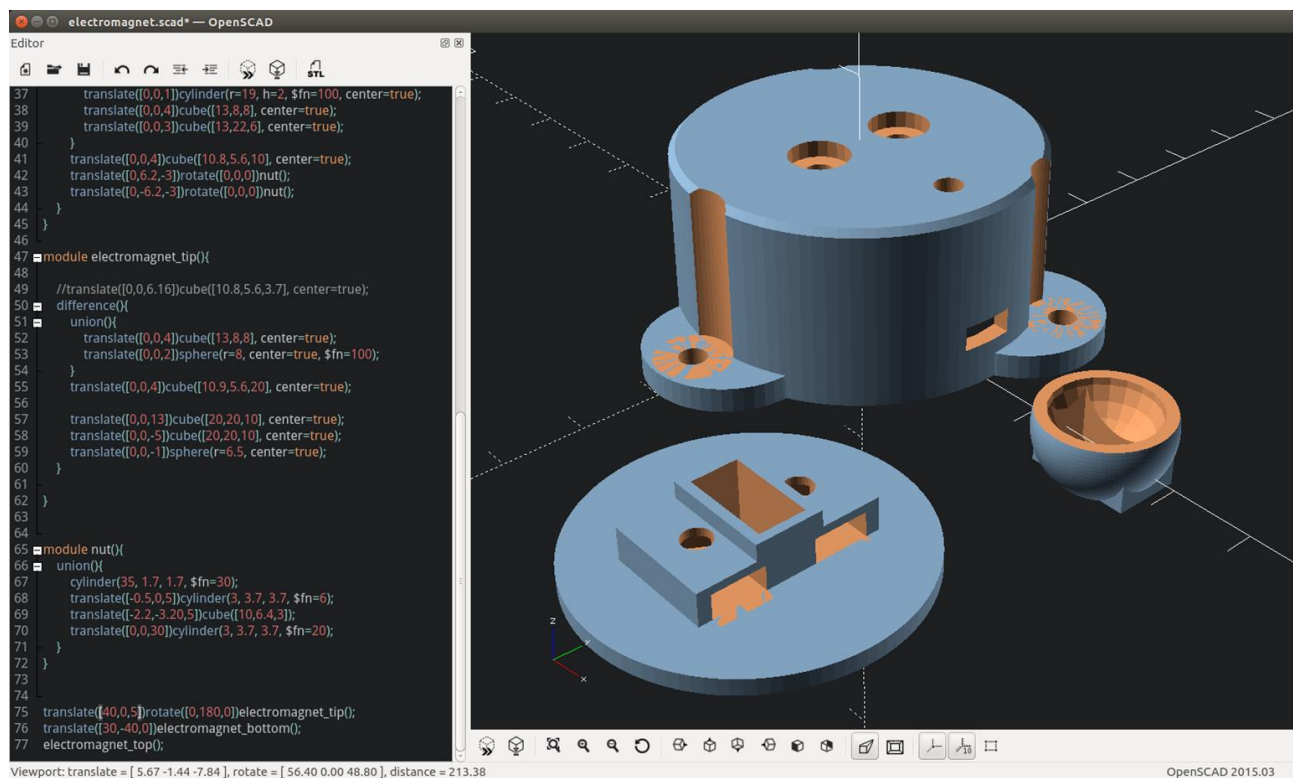 electromagnet.scad* — OpenSCAD
Editor
STL
37 translate([0,0,1])cylinder(r=19, h=2, $fn=100, center=true);
38 translate([0,0,4])cube([13,8,8], center=true);
39 translate([0,0,3])cube([13,22,6], center=true);
40 }
41 translate([0,0,4])cube([10.8,5.6,10], center=true);
42 translate([0,6.2,-3])rotate([0,0,0])nut();
43 translate([0,-6.2,-3])rotate([0,0,0])nut();
44 }
45 }
46
47 module electromagnet_tip(){
48
49 //translate([0,0,6.16])cube([10.8,5.6,3.7], center=true);
50 difference(){
51 union(){
52 translate([0,0,4])cube([13,8,8], center=true);
53 translate([0,0,2])sphere(r=8, center=true, $fn=100);
54 }
55 translate([0,0,4])cube([10.9,5.6,20], center=true);
56
57 translate([0,0,13])cube([20,20,10], center=true);
58 translate([0,0,-5])cube([20,20,10], center=true);
59 translate([0,0,-1])sphere(r=6.5, center=true);
60 }
61
62 }
63
64
65 module nut(){
66 union(){
67 cylinder(35, 1.7, 1.7, $fn=30);
68 translate([-0.5,0,5])cylinder(3, 3.7, 3.7, $fn=6);
69 translate([-2.2,-3.20,5])cube([10,6.4,3]);
70 translate([0,0,30])cylinder(3, 3.7, 3.7, $fn=20);
71 }
72 }
73
74
75 translate([40,0,5])rotate([0,180,0])electromagnet_tip();
76 translate([30,-40,0])electromagnet_bottom();
77 electromagnet_top();
z
y
x
10
Viewport: translate = [ 5.67 -1.44 -7.84 ], rotate = [ 56.40 0.00 48.80 ], distance = 213.38
OpenSCAD 2015.03